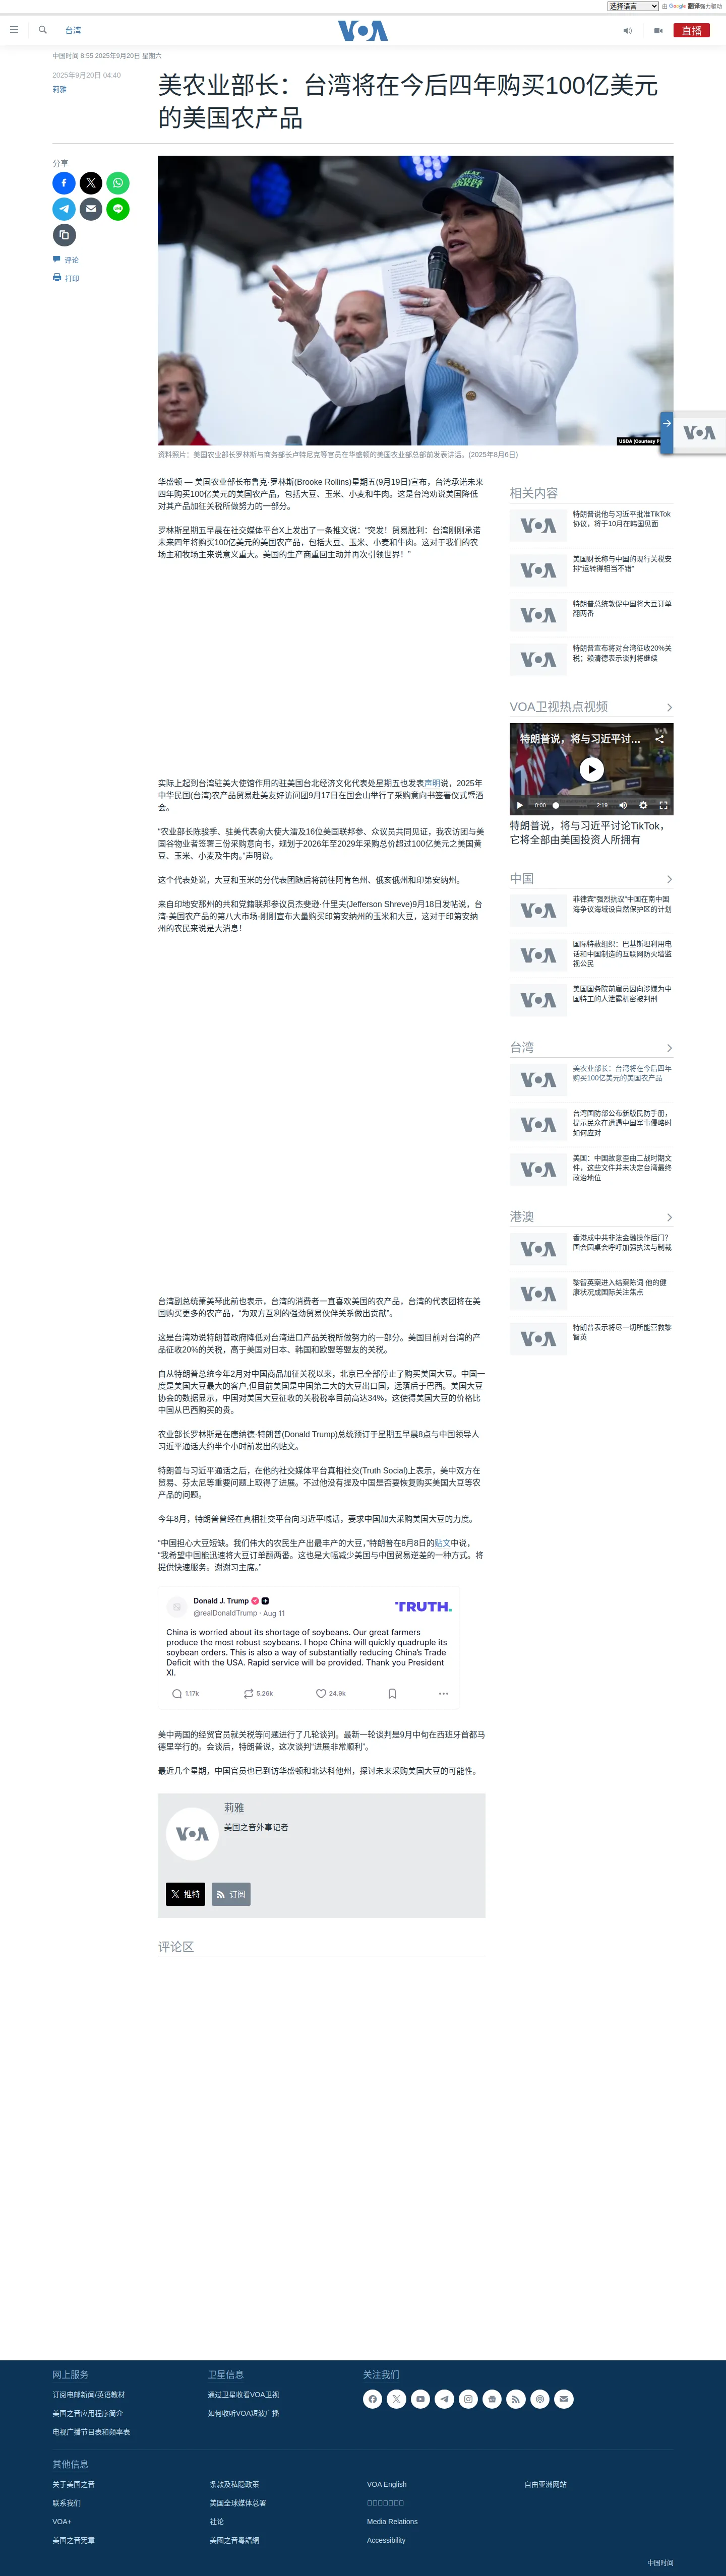 选择语言 由 Google 翻译强力驱动
台湾
VOA
直播
中国时间 8:55 2025年9月20日 星期六
2025年9月20日 04:40
莉雅
美农业部长：台湾将在今后四年购买100亿美元
的美国农产品
分享
评论
打印
USDA (Courtesy P
资料照片：美国农业部长罗林斯与商务部长卢特尼克等官员在华盛顿的美国农业部总部前发表讲话。(2025年8月6日)
华盛顿 — 美国农业部长布鲁克·罗林斯(Brooke Rollins)星期五(9月19日)宣布，台湾承诺未来
四年将购买100亿美元的美国农产品，包括大豆、玉米、小麦和牛肉。这是台湾劝说美国降低
对其产品加征关税所做努力的一部分。
罗林斯星期五早晨在社交媒体平台X上发出了一条推文说：“突发！贸易胜利：台湾刚刚承诺
未来四年将购买100亿美元的美国农产品，包括大豆、玉米、小麦和牛肉。这对于我们的农
场主和牧场主来说意义重大。美国的生产商重回主动并再次引领世界！”
实际上起到台湾驻美大使馆作用的驻美国台北经济文化代表处星期五也发表声明说，2025年
中华民国(台湾)农产品贸易赴美友好访问团9月17日在国会山举行了采购意向书签署仪式暨酒
会。
“农业部长陈骏季、驻美代表俞大㵢及16位美国联邦参、众议员共同见证，我农访团与美
国谷物业者签署三份采购意向书，规划于2026年至2029年采购总价超过100亿美元之美国黄
豆、玉米、小麦及牛肉。”声明说。
这个代表处说，大豆和玉米的分代表团随后将前往阿肯色州、俄亥俄州和印第安纳州。
来自印地安那州的共和党籍联邦参议员杰斐逊·什里夫(Jefferson Shreve)9月18日发帖说，台
湾-美国农产品的第八大市场-刚刚宣布大量购买印第安纳州的玉米和大豆，这对于印第安纳
州的农民来说是大消息！
台湾副总统萧美琴此前也表示，台湾的消费者一直喜欢美国的农产品，台湾的代表团将在美
国购买更多的农产品，“为双方互利的强劲贸易伙伴关系做出贡献”。
这是台湾劝说特朗普政府降低对台湾进口产品关税所做努力的一部分。美国目前对台湾的产
品征收20%的关税，高于美国对日本、韩国和欧盟等盟友的关税。
自从特朗普总统今年2月对中国商品加征关税以来，北京已全部停止了购买美国大豆。中国一
度是美国大豆最大的客户,但目前美国是中国第二大的大豆出口国，远落后于巴西。美国大豆
协会的数据显示，中国对美国大豆征收的关税税率目前高达34%，这使得美国大豆的价格比
中国从巴西购买的贵。
农业部长罗林斯是在唐纳德·特朗普(Donald Trump)总统预订于星期五早晨8点与中国领导人
习近平通话大约半个小时前发出的贴文。
特朗普与习近平通话之后，在他的社交媒体平台真相社交(Truth Social)上表示，美中双方在
贸易、芬太尼等重要问题上取得了进展。不过他没有提及中国是否要恢复购买美国大豆等农
产品的问题。
今年8月，特朗普曾经在真相社交平台向习近平喊话，要求中国加大采购美国大豆的力度。
“中国担心大豆短缺。我们伟大的农民生产出最丰产的大豆，”特朗普在8月8日的贴文中说，
“我希望中国能迅速将大豆订单翻两番。这也是大幅减少美国与中国贸易逆差的一种方式。将
提供快速服务。谢谢习主席。”
Donald J. Trump
@realDonaldTrump · Aug 11
TRUTH.
China is worried about its shortage of soybeans. Our great farmers
produce the most robust soybeans. I hope China will quickly quadruple its
soybean orders. This is also a way of substantially reducing China’s Trade
Deficit with the USA. Rapid service will be provided. Thank you President
XI.
1.17k 5.26k 24.9k
美中两国的经贸官员就关税等问题进行了几轮谈判。最新一轮谈判是9月中旬在西班牙首都马
德里举行的。会谈后，特朗普说，这次谈判“进展非常顺利”。
最近几个星期，中国官员也已到访华盛顿和北达科他州，探讨未来采购美国大豆的可能性。
VOA
莉雅
美国之音外事记者
推特
订阅
评论区
VOA
相关内容
VOA
特朗普说他与习近平批准TikTok
协议，将于10月在韩国见面
VOA
美国财长称与中国的现行关税安
排“运转得相当不错”
VOA
特朗普总统敦促中国将大豆订单
翻两番
VOA
特朗普宣布将对台湾征收20%关
税；赖清德表示谈判将继续
VOA卫视热点视频
特朗普说，将与习近平讨...
VOA
0:00 2:19
特朗普说，将与习近平讨论TikTok，
它将全部由美国投资人所拥有
中国
VOA
菲律宾“强烈抗议”中国在南中国
海争议海域设自然保护区的计划
VOA
国际特赦组织：巴基斯坦利用电
话和中国制造的互联网防火墙监
视公民
VOA
美国国务院前雇员因向涉嫌为中
国特工的人泄露机密被判刑
台湾
VOA
美农业部长：台湾将在今后四年
购买100亿美元的美国农产品
VOA
台湾国防部公布新版民防手册，
提示民众在遭遇中国军事侵略时
如何应对
VOA
美国：中国故意歪曲二战时期文
件，这些文件并未决定台湾最终
政治地位
港澳
VOA
香港成中共非法金融操作后门?
国会圆桌会呼吁加强执法与制裁
VOA
黎智英案进入结案陈词 他的健
康状况成国际关注焦点
VOA
特朗普表示将尽一切所能营救黎
智英
网上服务
订阅电邮新闻/英语教材
美国之音应用程序简介
电视广播节目表和频率表
卫星信息
通过卫星收看VOA卫视
如何收听VOA短波广播
关注我们
其他信息
关于美国之音
联系我们
VOA+
美国之音宪章
条款及私隐政策
美国全球媒体总署
社论
美國之音粵語網
VOA English
Media Relations
Accessibility
自由亚洲网站
中国时间